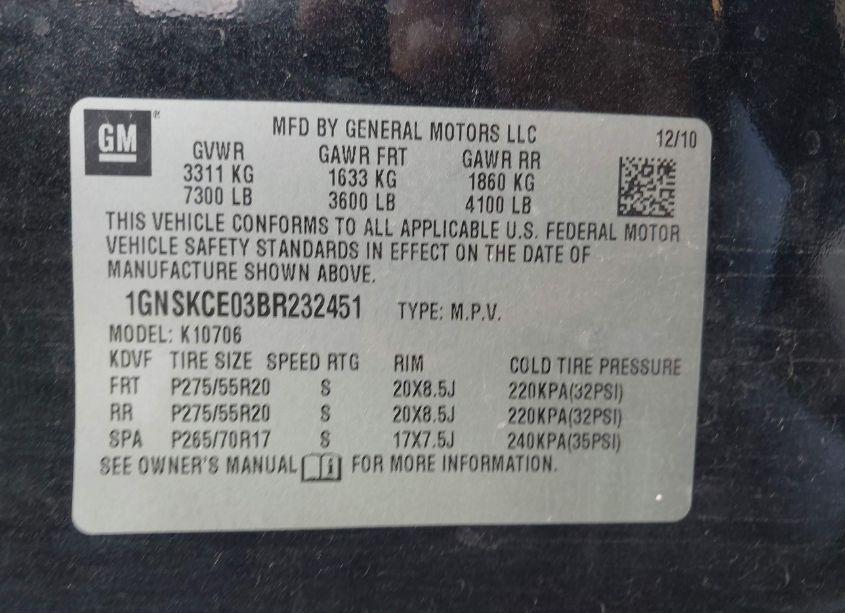 GM ®
MFD BY GENERAL MOTORS LLC 12/10
GVWR GAWR FRT GAWR RR
3311 KG 1633 KG 1860 KG
7300 LB 3600 LB 4100 LB
THIS VEHICLE CONFORMS TO ALL APPLICABLE U.S. FEDERAL MOTOR
VEHICLE SAFETY STANDARDS IN EFFECT ON THE DATE OF
MANUFACTURE SHOWN ABOVE.
1GNSKCE03BR232451 TYPE: M.P.V.
MODEL: K10706
KDVF TIRE SIZE SPEED RTG RIM COLD TIRE PRESSURE
FRT P275/55R20 S 20X8.5J 220KPA(32PSI)
RR P275/55R20 S 20X8.5J 220KPA(32PSI)
SPA P265/70R17 S 17X7.5J 240KPA(35PSI)
SEE OWNER'S MANUAL FOR MORE INFORMATION.